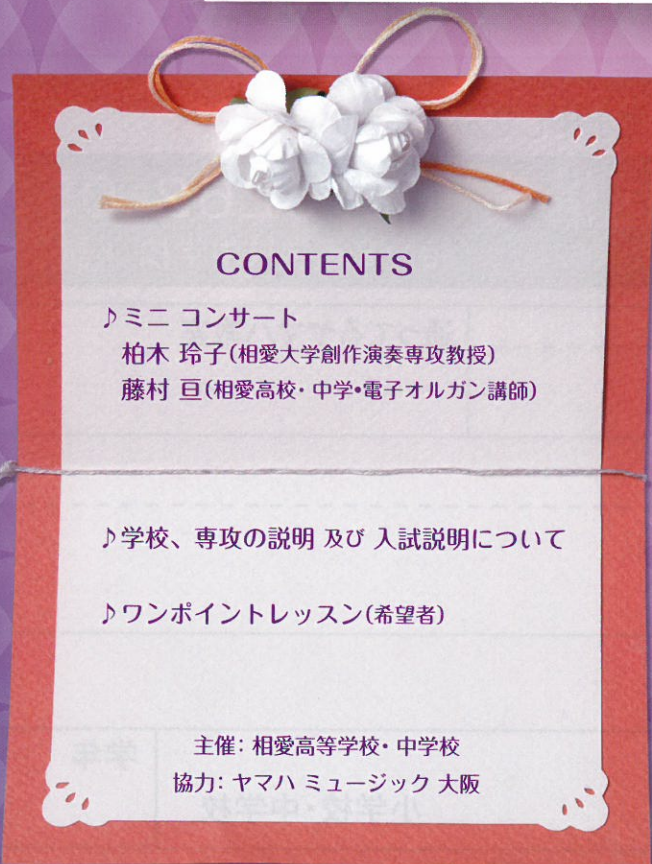 CONTENTS
♪ミニ コンサート
柏木 玲子(相愛大学創作演奏専攻教授)
藤村 亘(相愛高校・中学・電子オルガン講師)
♪学校、専攻の説明 及び 入試説明について
♪ワンポイントレッスン(希望者)
主催: 相愛高等学校・中学校
協力: ヤマハ ミュージック 大阪